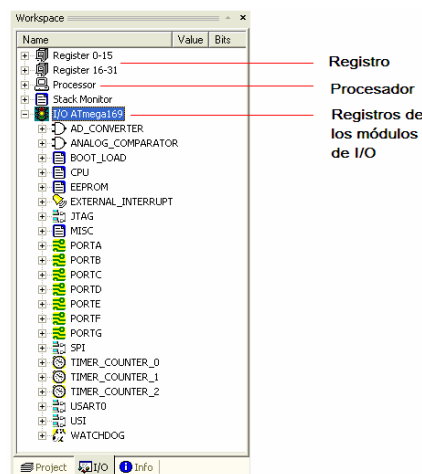 Workspace
Name Value Bits
Register 0-15
Register 16-31
Processor
Stack Monitor
I/O ATmega169
AD_CONVERTER
ANALOG_COMPARATOR
BOOT_LOAD
CPU
EEPROM
EXTERNAL_INTERRUPT
JTAG
MISC
PORTA
PORTB
PORTC
PORTD
PORTE
PORTF
PORTG
SPI
TIMER_COUNTER_0
TIMER_COUNTER_1
TIMER_COUNTER_2
USART0
USI
WATCHDOG
Project I/O Info
Registro
Procesador
Registros de
los módulos
de I/O